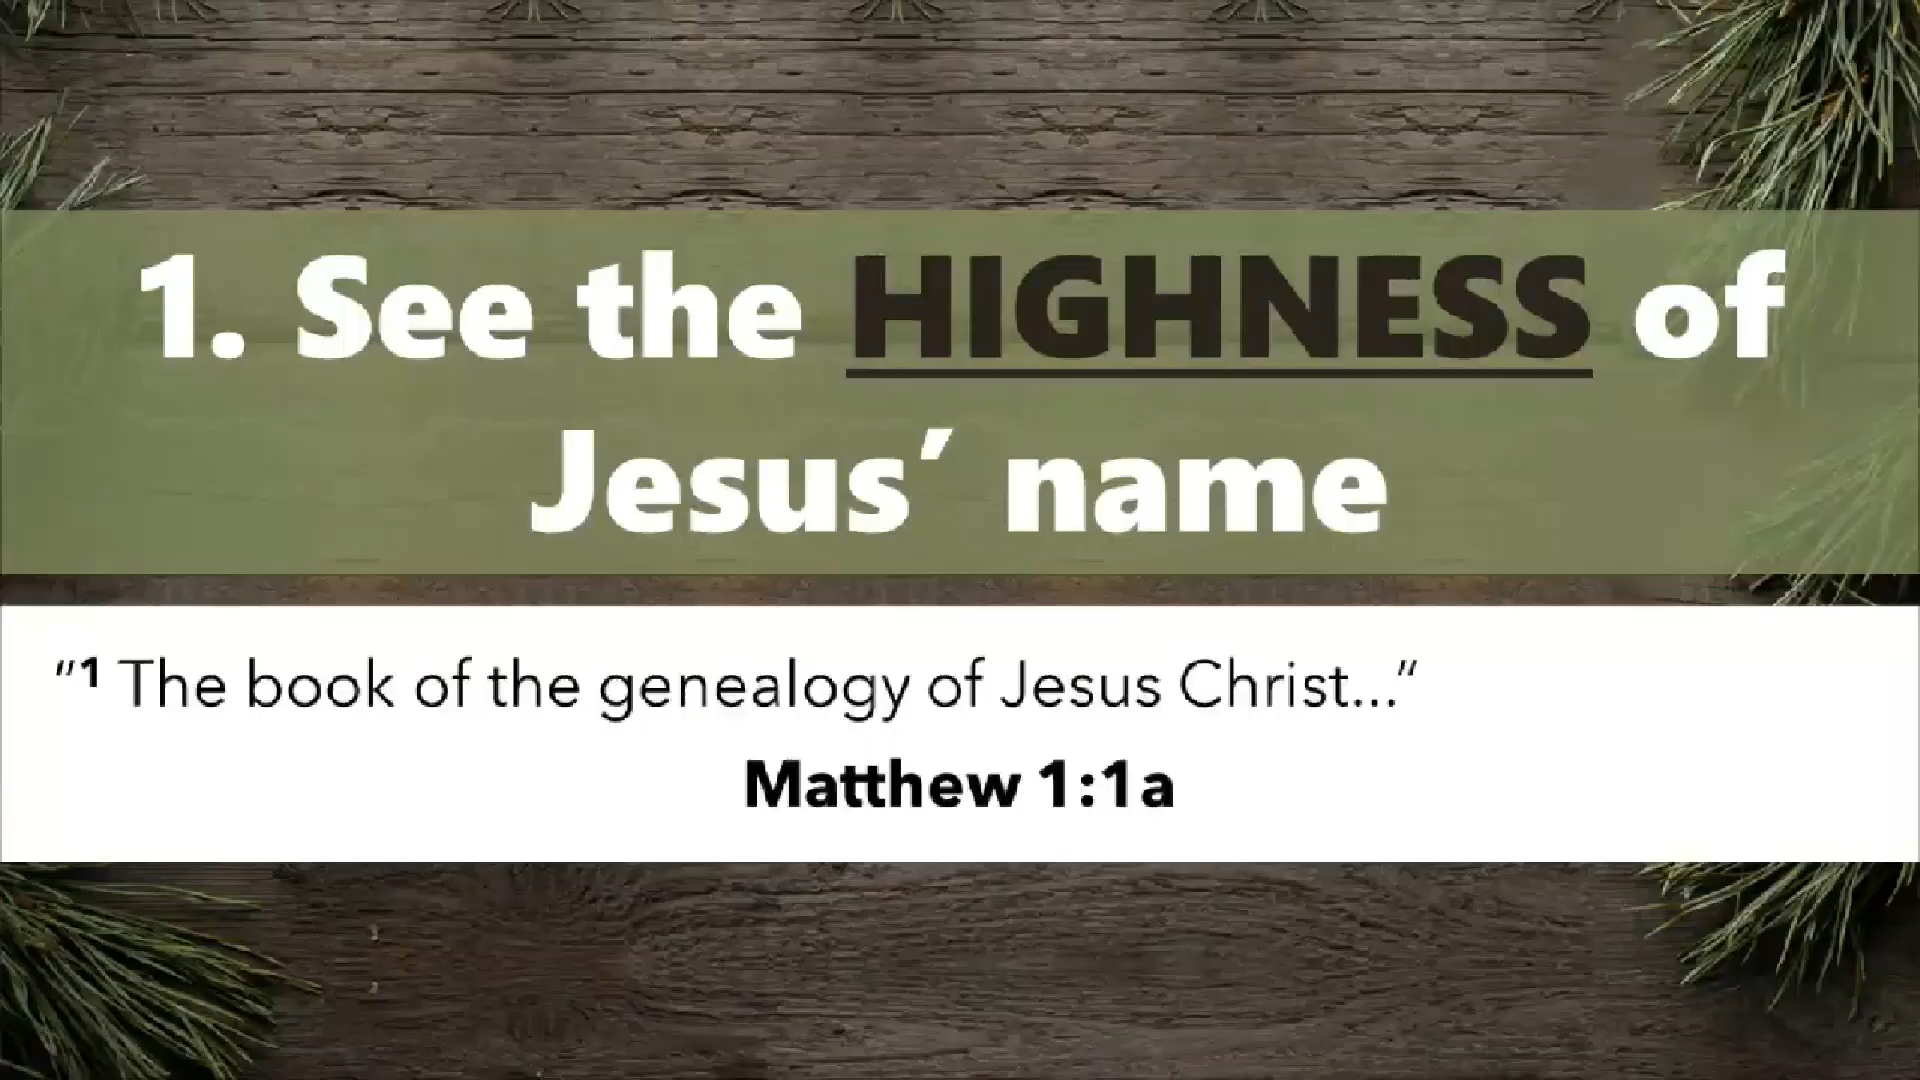 1. See the HIGHNESS of
Jesus’ name
"1 The book of the genealogy of Jesus Christ..."
Matthew 1:1a